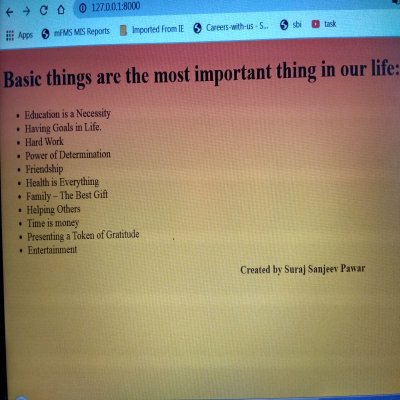 127.0.0.1:8000
Apps mFMS MIS Reports Imported From IE Careers-with-us - S... sbi task
Basic things are the most important thing in our life:
Education is a Necessity
Having Goals in Life.
Hard Work
Power of Determination
Friendship
Health is Everything
Family – The Best Gift
Helping Others
Time is money
Presenting a Token of Gratitude
Entertainment
Created by Suraj Sanjeev Pawar